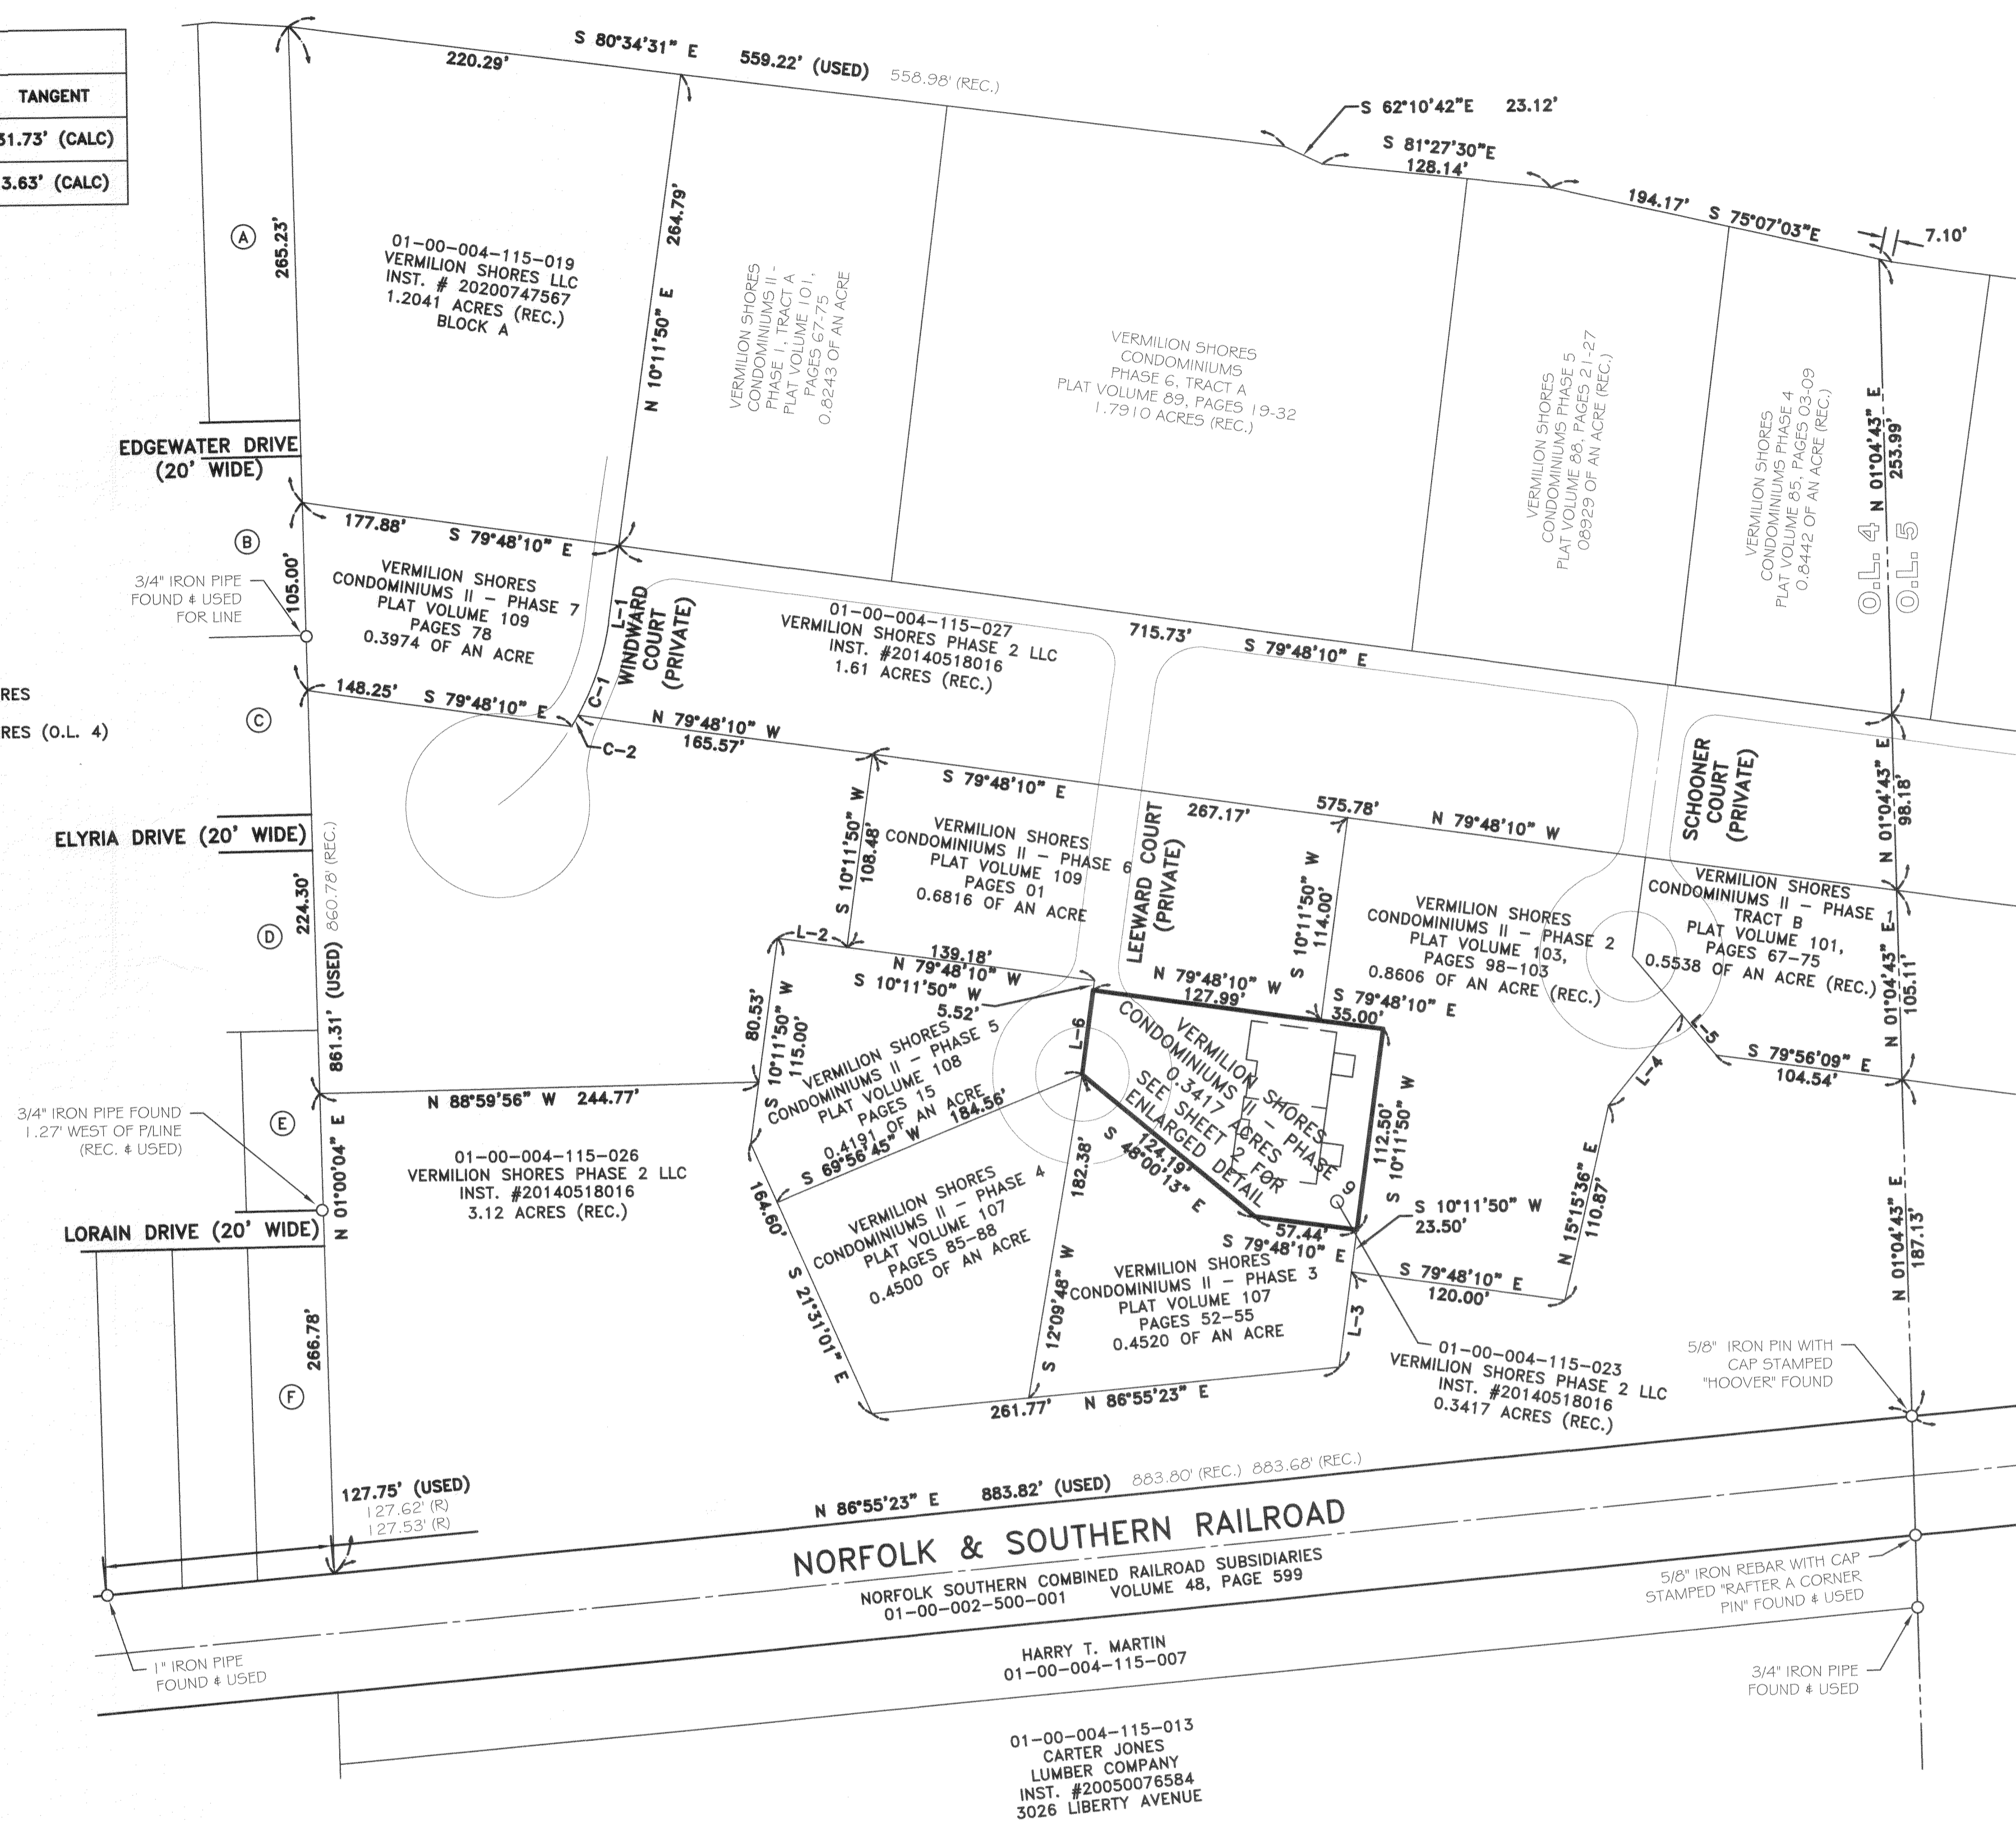 TANGENT
31.73' (CALC)
3.63' (CALC)
S 80°34'31" E 559.22' (USED) 558.98' (REC.)
220.29'
S 62°10'42"E 23.12'
S 81°27'30"E
128.14'
194.17' S 75°07'03"E
7.10'
A
265.23'
01-00-004-115-019
VERMILION SHORES LLC
INST. # 20200747567
1.2041 ACRES (REC.)
BLOCK A
N 10°11'50" E 264.79'
VERMILION SHORES
CONDOMINIUMS II -
PHASE 1, TRACT A
PLAT VOLUME 101,
PAGES 67-75
0.8243 OF AN ACRE
VERMILION SHORES
CONDOMINIUMS
PHASE 6, TRACT A
PLAT VOLUME 89, PAGES 19-32
1.7910 ACRES (REC.)
VERMILION SHORES
CONDOMINIUMS PHASE 5
PLAT VOLUME 88, PAGES 21-27
08929 OF AN ACRE (REC.)
VERMILION SHORES
CONDOMINIUMS PHASE 4
PLAT VOLUME 85, PAGES 03-09
0.8442 OF AN ACRE (REC.)
N 01°04'43" E
253.99'
O.L. 4
O.L. 5
EDGEWATER DRIVE
(20' WIDE)
177.88' S 79°48'10" E
B
105.00'
3/4" IRON PIPE
FOUND & USED
FOR LINE
VERMILION SHORES
CONDOMINIUMS II - PHASE 7
PLAT VOLUME 109
PAGES 78
0.3974 OF AN ACRE
L-1
WINDWARD
COURT
(PRIVATE)
01-00-004-115-027
VERMILION SHORES PHASE 2 LLC
INST. #20140518016
1.61 ACRES (REC.)
715.73' S 79°48'10" E
RES
RES (O.L. 4)
C
148.25' S 79°48'10" E
C-1
C-2
N 79°48'10" W
165.57'
S 79°48'10" E
267.17'
575.78'
N 79°48'10" W
SCHOONER
COURT
(PRIVATE)
N 01°04'43" E
98.18'
ELYRIA DRIVE (20' WIDE)
861.31' (USED) 860.78' (REC.)
224.30'
D
S 10°11'50" W
108.48'
VERMILION SHORES
CONDOMINIUMS II - PHASE 6
PLAT VOLUME 109
PAGES 01
0.6816 OF AN ACRE
LEEWARD COURT
(PRIVATE)
S 10°11'50" W
114.00'
VERMILION SHORES
CONDOMINIUMS II - PHASE 2
PLAT VOLUME 103,
PAGES 98-103
0.8606 OF AN ACRE (REC.)
VERMILION SHORES
CONDOMINIUMS II - PHASE 1
TRACT B
PLAT VOLUME 101,
PAGES 67-75
0.5538 OF AN ACRE (REC.)
N 01°04'43" E
105.11'
L-2
139.18'
N 79°48'10" W
S 10°11'50" W
5.52'
N 79°48'10" W
127.99'
S 79°48'10" E
35.00'
L-5
L-4
S 79°56'09" E
104.54'
80.53'
S 10°11'50" W
115.00'
VERMILION SHORES
CONDOMINIUMS II - PHASE 5
PLAT VOLUME 108
PAGES 15
0.4191 OF AN ACRE
L-6
VERMILION SHORES
CONDOMINIUMS II - PHASE 9
0.3417 ACRES
SEE SHEET 2 FOR
ENLARGED DETAIL
112.50'
S 10°11'50" W
N 88°59'56" W 244.77'
3/4" IRON PIPE FOUND
1.27' WEST OF P/LINE
(REC. & USED)
E
N 01°00'04" E
01-00-004-115-026
VERMILION SHORES PHASE 2 LLC
INST. #20140518016
3.12 ACRES (REC.)
S 69°56'45" W 184.56'
124.19'
S 48°00'13" E
182.38'
S 12°09'48" W
164.60'
S 21°31'01" E
VERMILION SHORES
CONDOMINIUMS II - PHASE 4
PLAT VOLUME 107
PAGES 85-88
0.4500 OF AN ACRE
57.44'
S 79°48'10" E
S 10°11'50" W
23.50'
N 15°15'36" E
110.87'
N 01°04'43" E
187.13'
LORAIN DRIVE (20' WIDE)
VERMILION SHORES
CONDOMINIUMS II - PHASE 3
PLAT VOLUME 107
PAGES 52-55
0.4520 OF AN ACRE
L-3
S 79°48'10" E
120.00'
266.78'
F
01-00-004-115-023
VERMILION SHORES PHASE 2 LLC
INST. #20140518016
0.3417 ACRES (REC.)
5/8" IRON PIN WITH
CAP STAMPED
"HOOVER" FOUND
261.77' N 86°55'23" E
127.75' (USED)
127.62' (R)
127.53' (R)
N 86°55'23" E 883.82' (USED) 883.80' (REC.) 883.68' (REC.)
NORFOLK & SOUTHERN RAILROAD
NORFOLK SOUTHERN COMBINED RAILROAD SUBSIDIARIES
01-00-002-500-001 VOLUME 48, PAGE 599
5/8" IRON REBAR WITH CAP
STAMPED "RAFTER A CORNER
PIN" FOUND & USED
1" IRON PIPE
FOUND & USED
HARRY T. MARTIN
01-00-004-115-007
3/4" IRON PIPE
FOUND & USED
01-00-004-115-013
CARTER JONES
LUMBER COMPANY
INST. #20050076584
3026 LIBERTY AVENUE